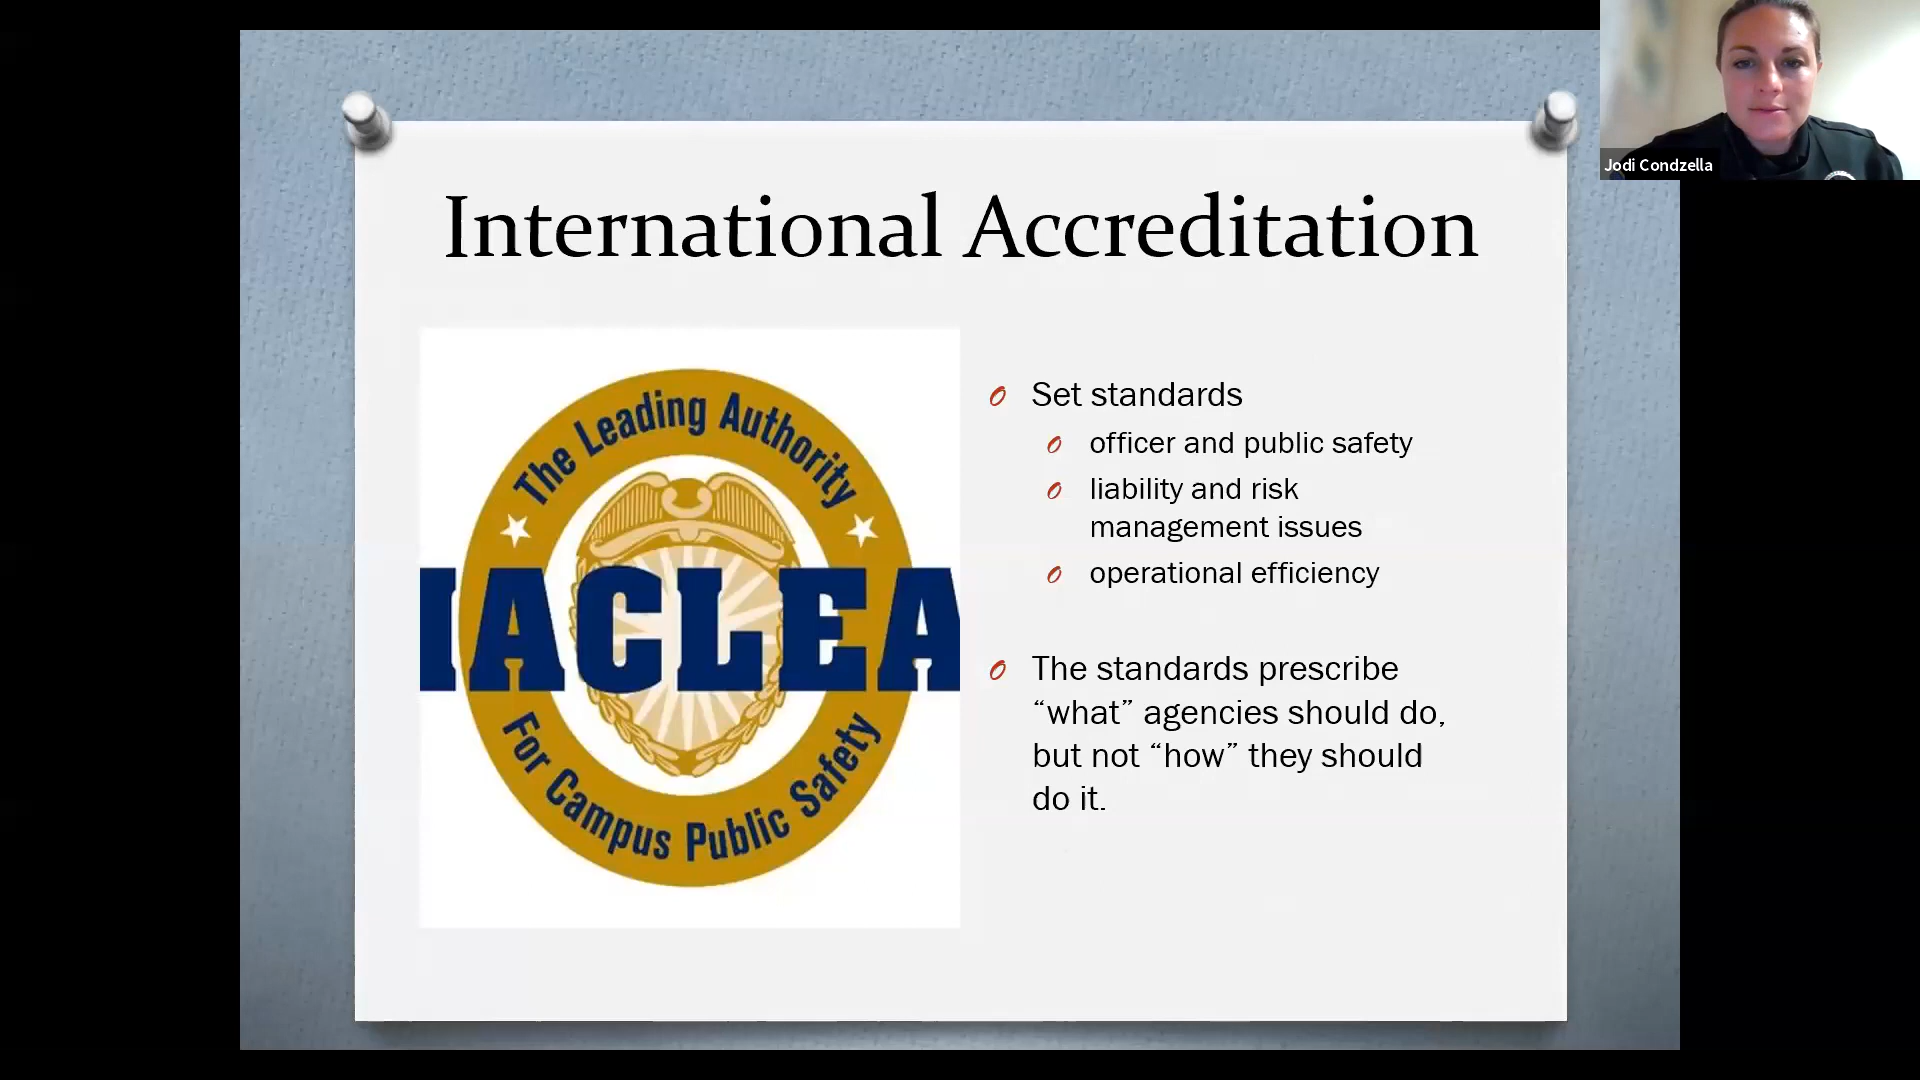 International Accreditation
The Leading Authority
IACLEA
For Campus Public Safety
Set standards
officer and public safety
liability and risk
management issues
operational efficiency
The standards prescribe
“what” agencies should do,
but not “how” they should
do it.
Jodi Condzella